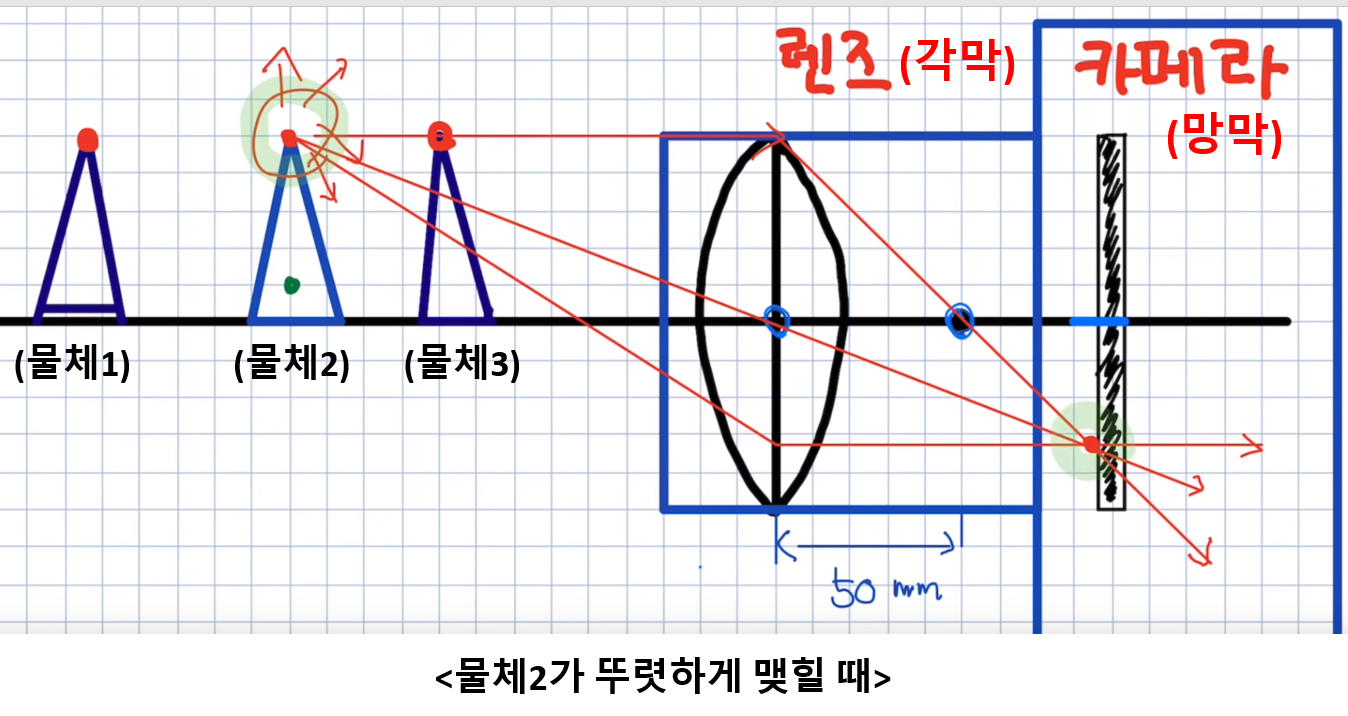 렌즈 (각막)
카메라
(망막)
(물체1)
(물체2)
(물체3)
50 mm
<물체2가 뚜렷하게 맺힐 때>